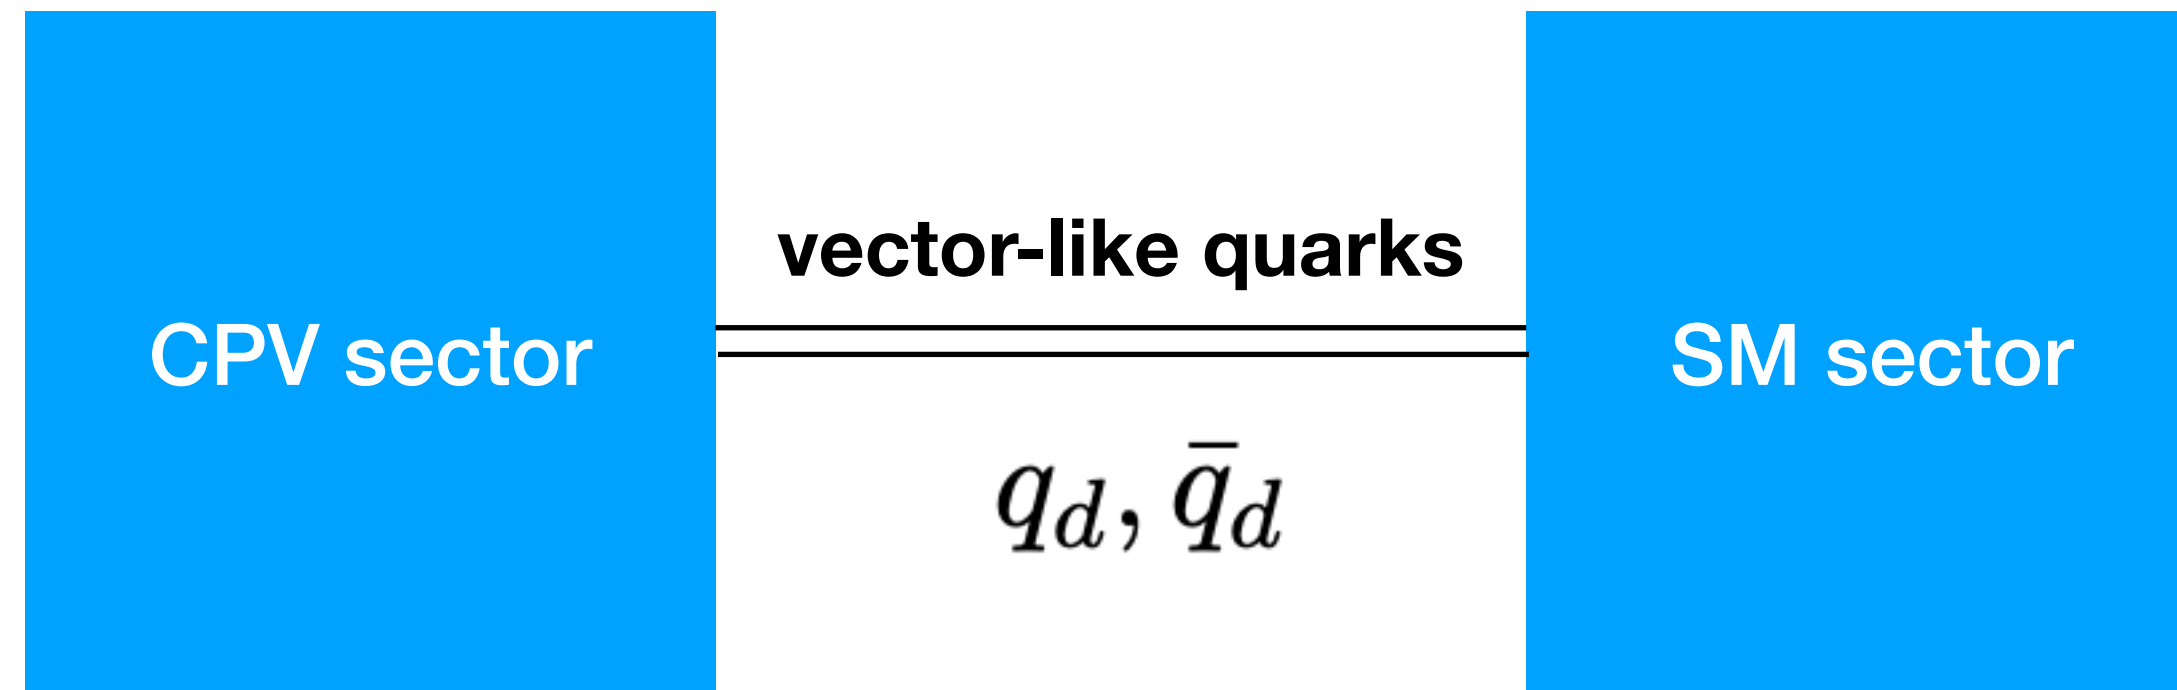 vector-like quarks
CPV sector
SM sector
q_d, q̄_d